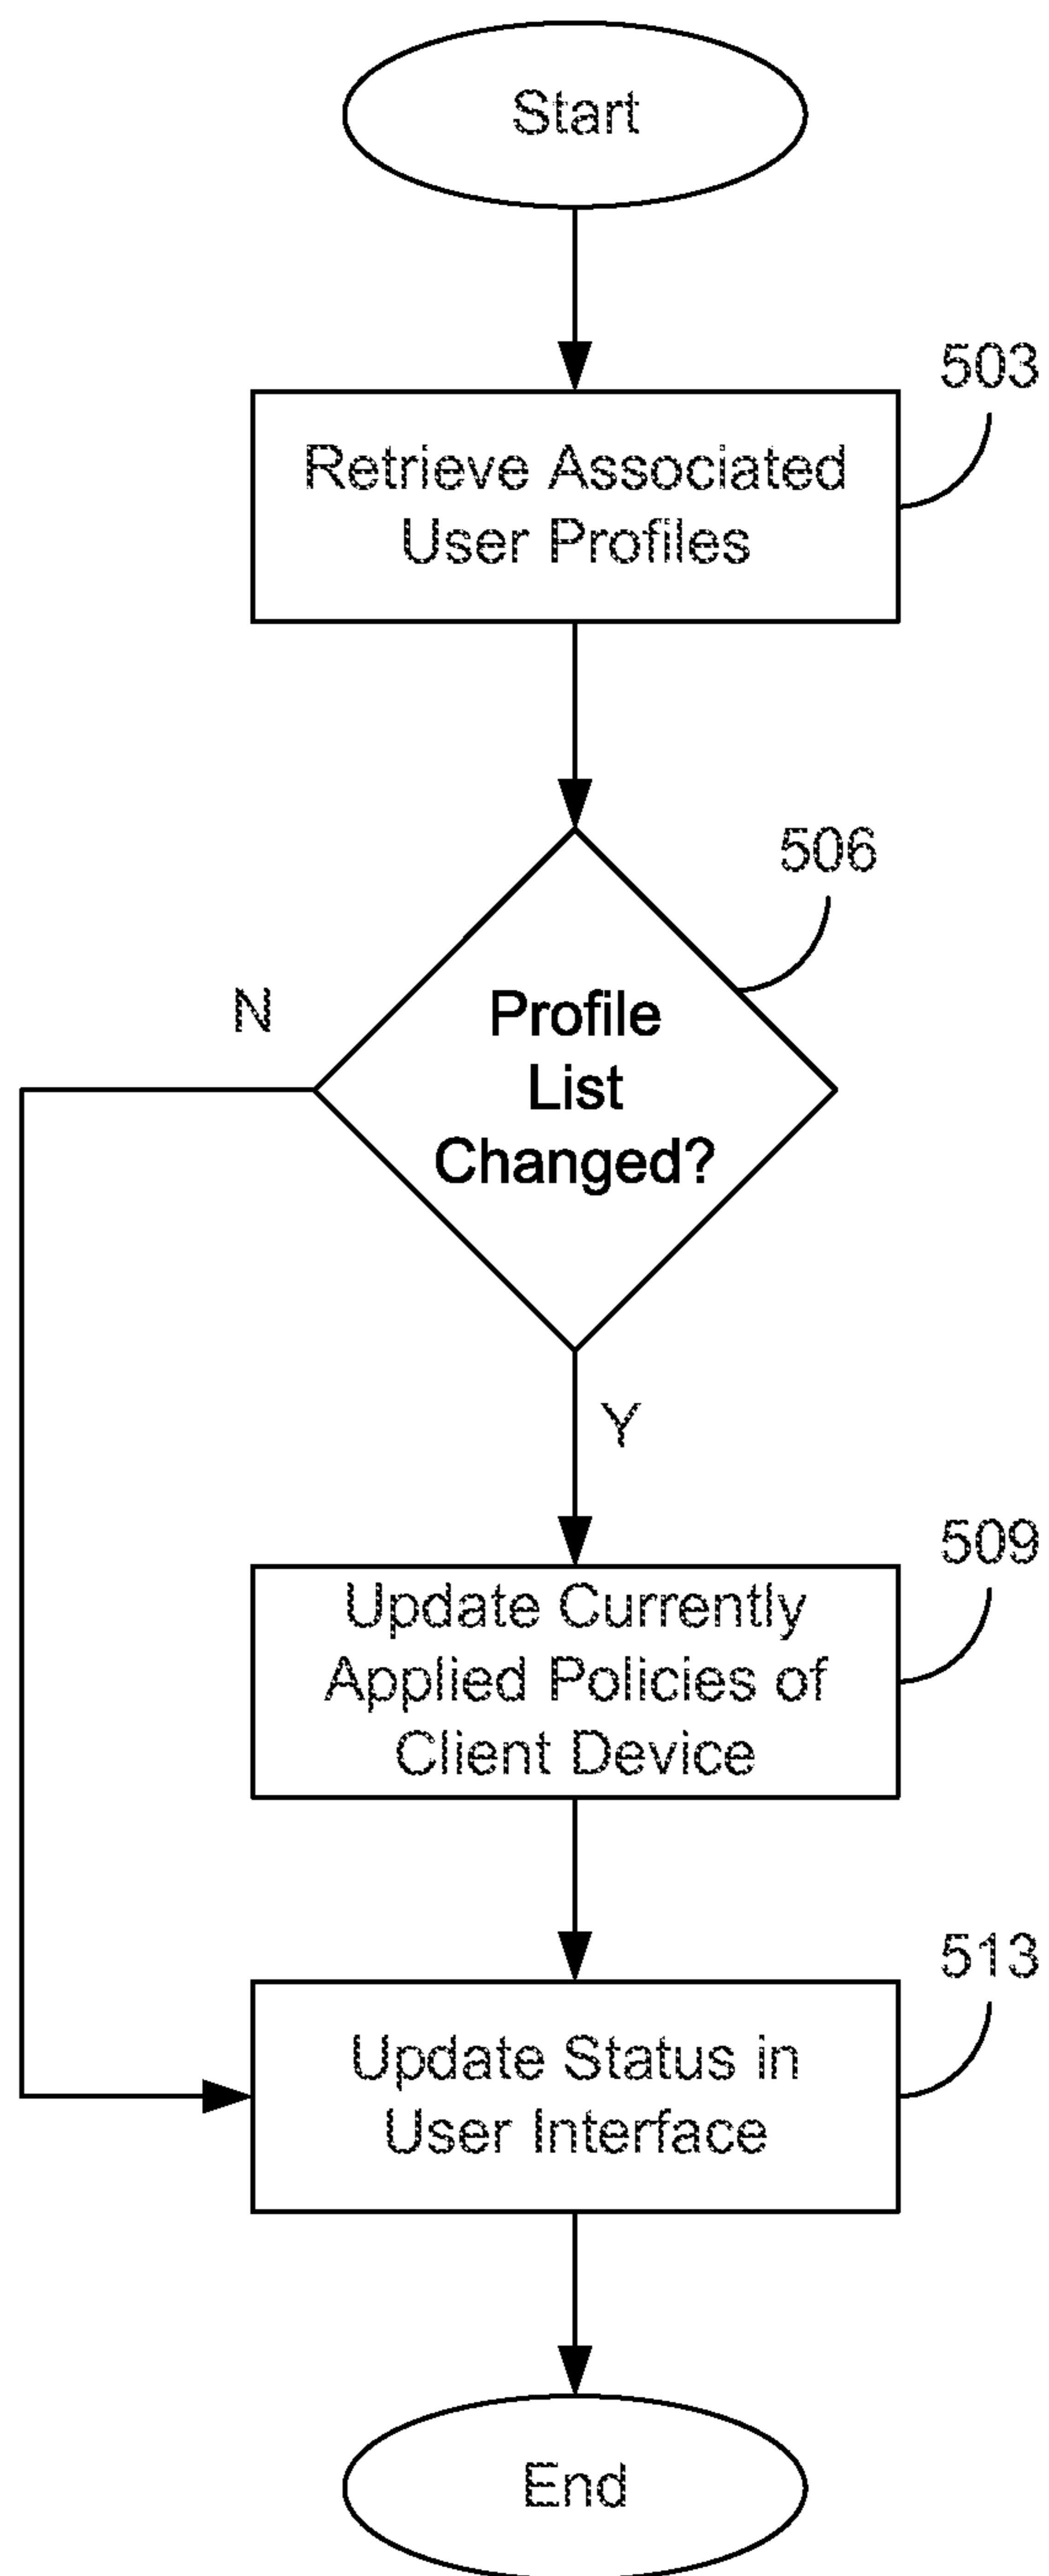 Start
503
Retrieve Associated
User Profiles
506
N
Profile
List
Changed?
Y
509
Update Currently
Applied Policies of
Client Device
513
Update Status in
User Interface
End